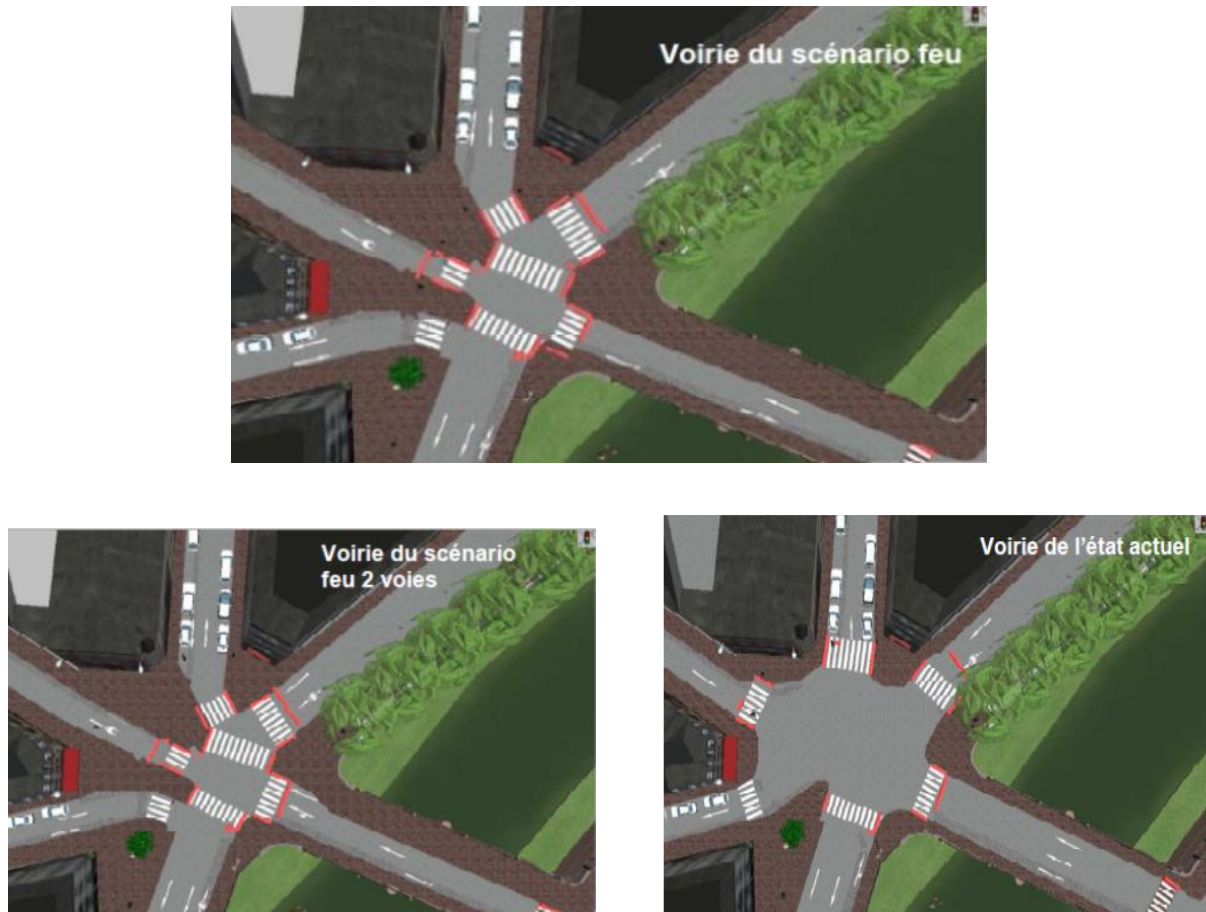 Voirie du scénario feu
Voirie du scénario
feu 2 voies
Voirie de l'état actuel